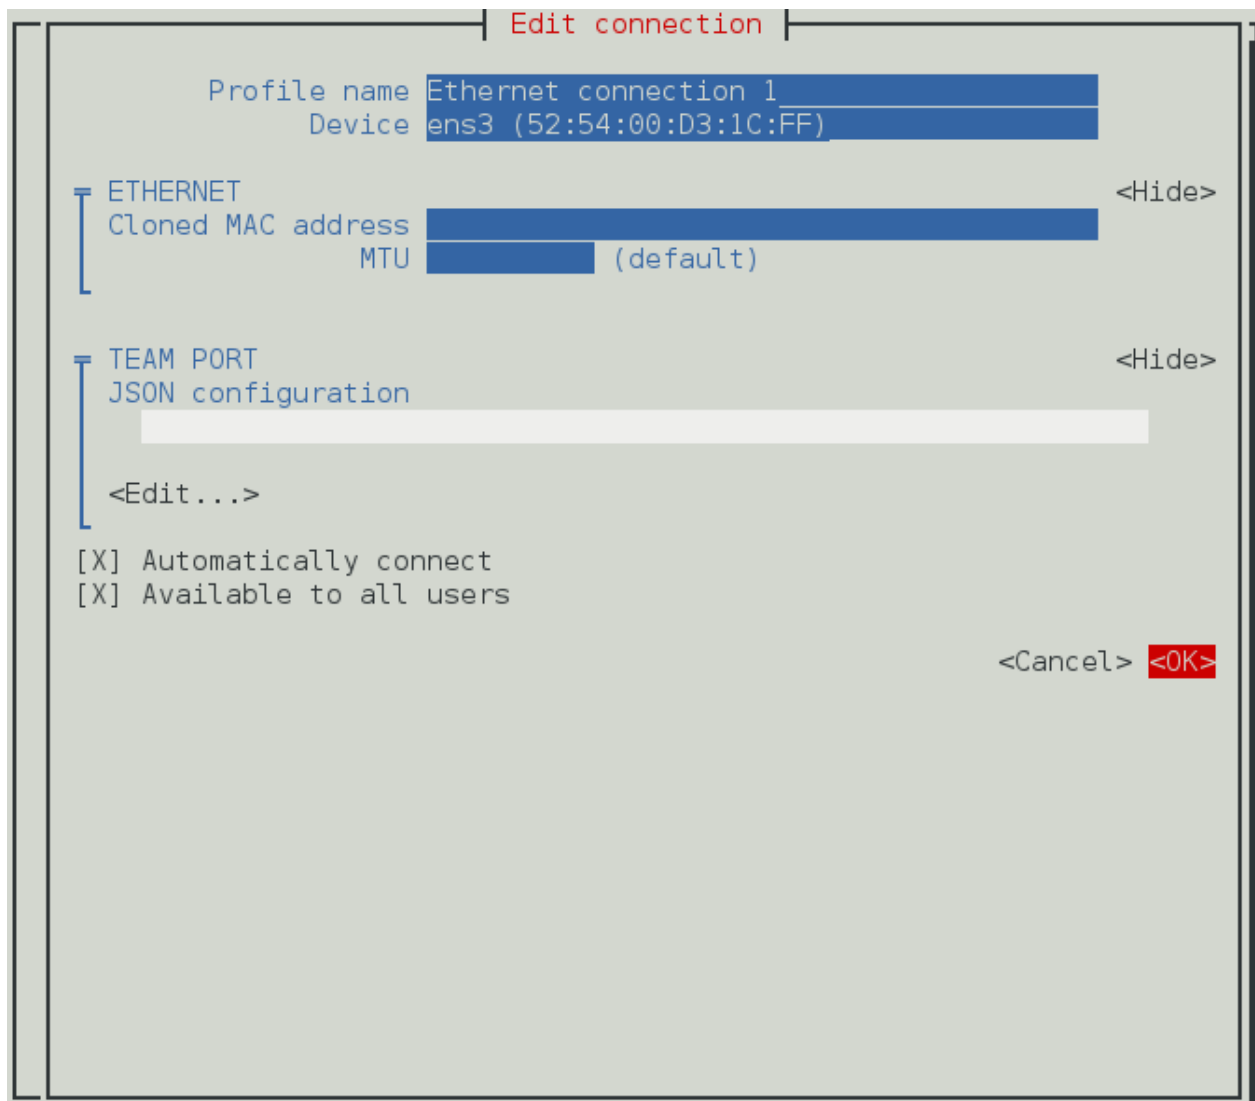 Edit connection
Profile name Ethernet connection 1
Device ens3 (52:54:00:D3:1C:FF)
ETHERNET <Hide>
Cloned MAC address
MTU (default)
TEAM PORT <Hide>
JSON configuration
<Edit...>
[X] Automatically connect
[X] Available to all users
<Cancel> <OK>